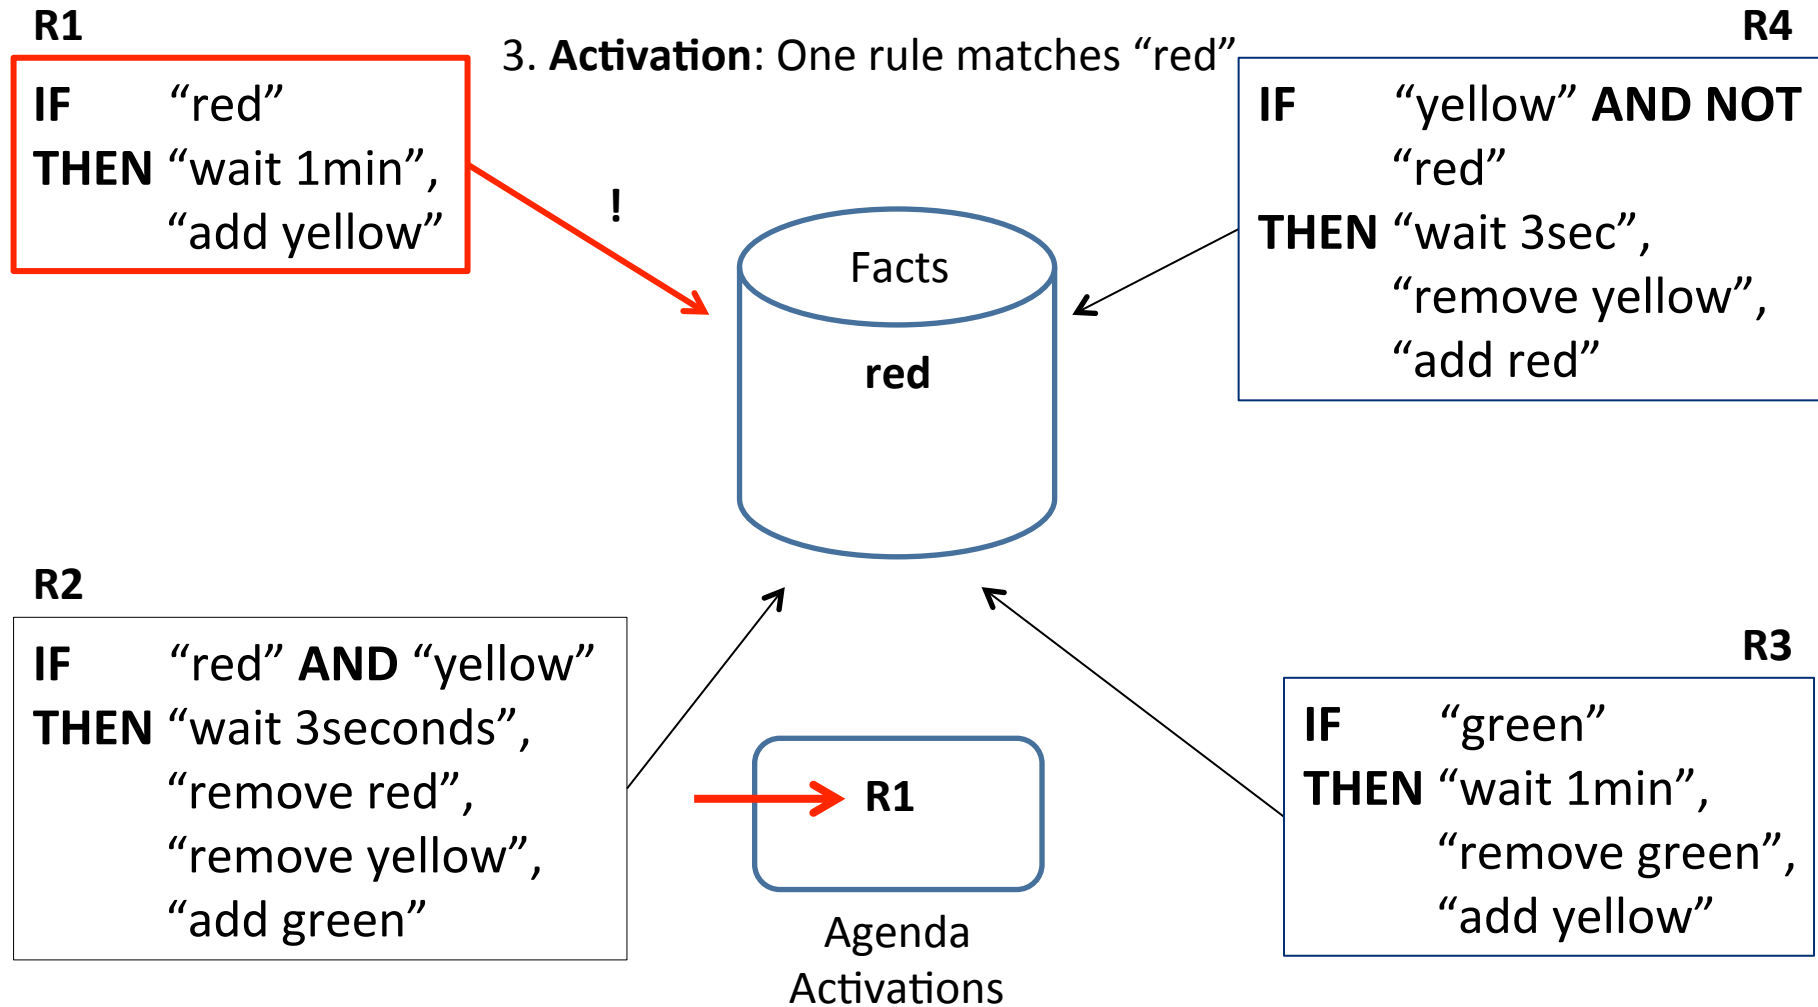 R1
3. Activation: One rule matches “red”
R4
IF “red”
THEN “wait 1min”,
“add yellow”
!
IF “yellow” AND NOT
“red”
THEN “wait 3sec”,
“remove yellow”,
“add red”
Facts
red
R2
IF “red” AND “yellow”
THEN “wait 3seconds”,
“remove red”,
“remove yellow”,
“add green”
R3
IF “green”
THEN “wait 1min”,
“remove green”,
“add yellow”
R1
Agenda
Activations